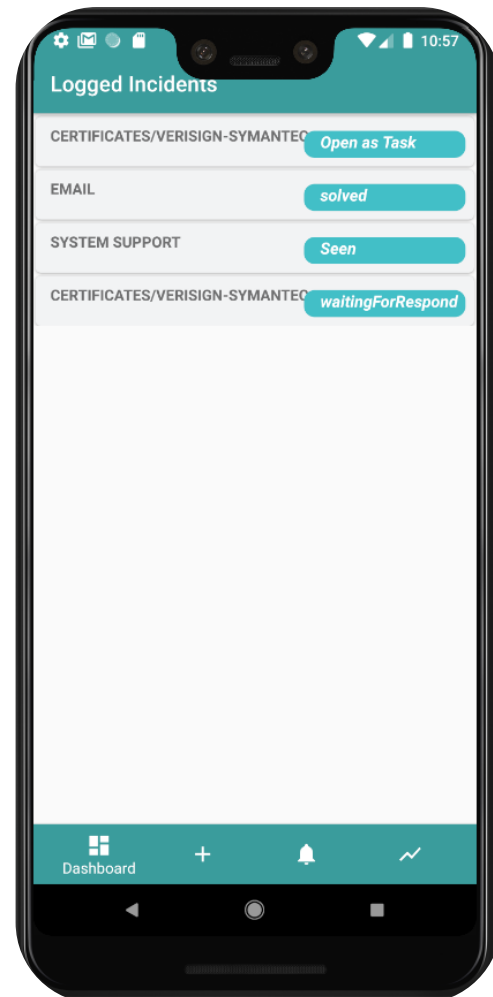 10:57
Logged Incidents
CERTIFICATES/VERISIGN-SYMANTEC
Open as Task
EMAIL
solved
SYSTEM SUPPORT
Seen
CERTIFICATES/VERISIGN-SYMANTEC
waitingForRespond
Dashboard